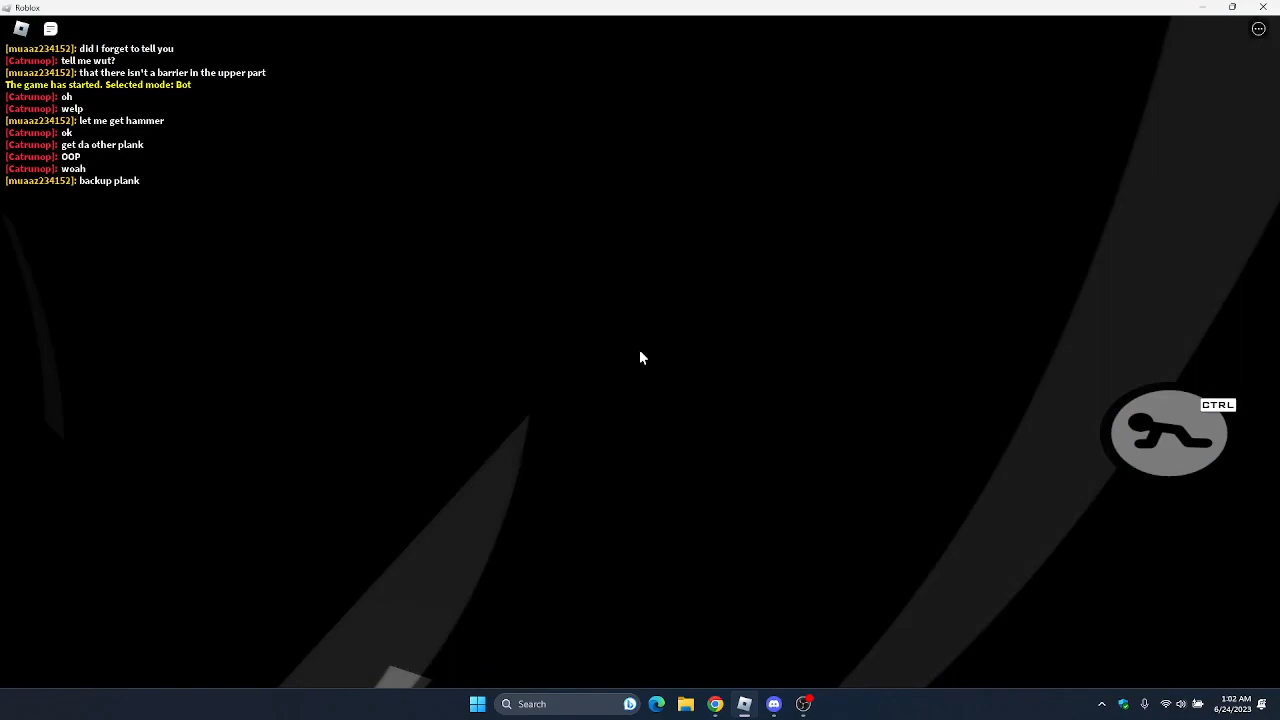 Roblox
[muaaz234152]: did I forget to tell you
[Catrunop]: tell me wut?
[muaaz234152]: that there isn't a barrier in the upper part
The game has started. Selected mode: Bot
[Catrunop]: oh
[Catrunop]: welp
[muaaz234152]: let me get hammer
[Catrunop]: ok
[Catrunop]: get da other plank
[Catrunop]: OOP
[Catrunop]: woah
[muaaz234152]: backup plank
CTRL
Search
1:02 AM
6/24/2023